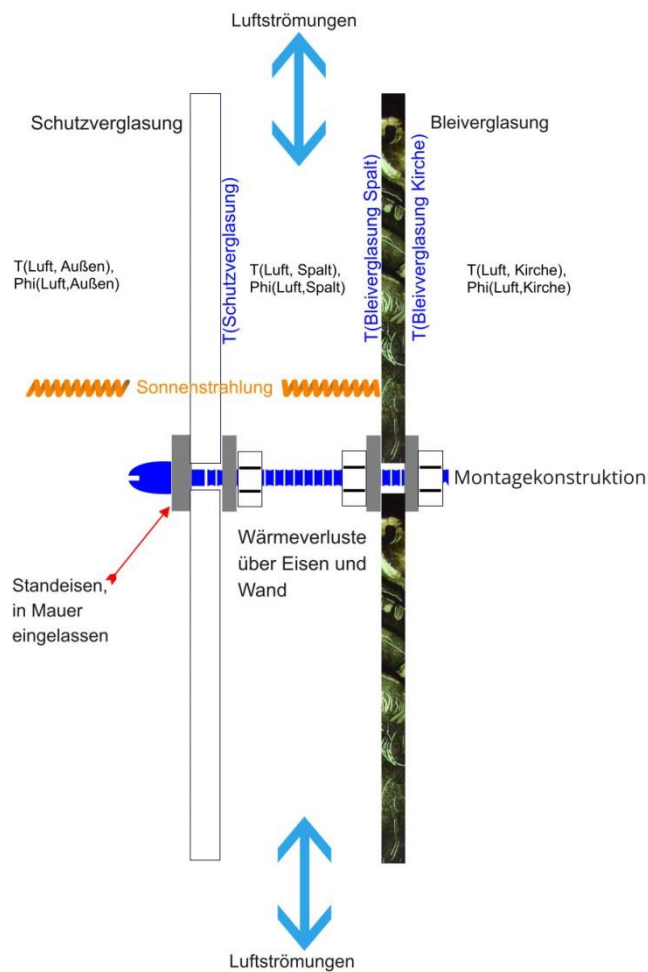 Luftströmungen
Schutzverglasung
Bleiverglasung
T(Schutzverglasung)
T(Bleiverglasung Spalt)
T(Bleivverglasung Kirche)
T(Luft, Außen),
Phi(Luft,Außen)
T(Luft, Spalt),
Phi(Luft,Spalt)
T(Luft, Kirche),
Phi(Luft,Kirche)
Sonnenstrahlung
Montagekonstruktion
Wärmeverluste
über Eisen und
Wand
Standeisen,
in Mauer
eingelassen
Luftströmungen